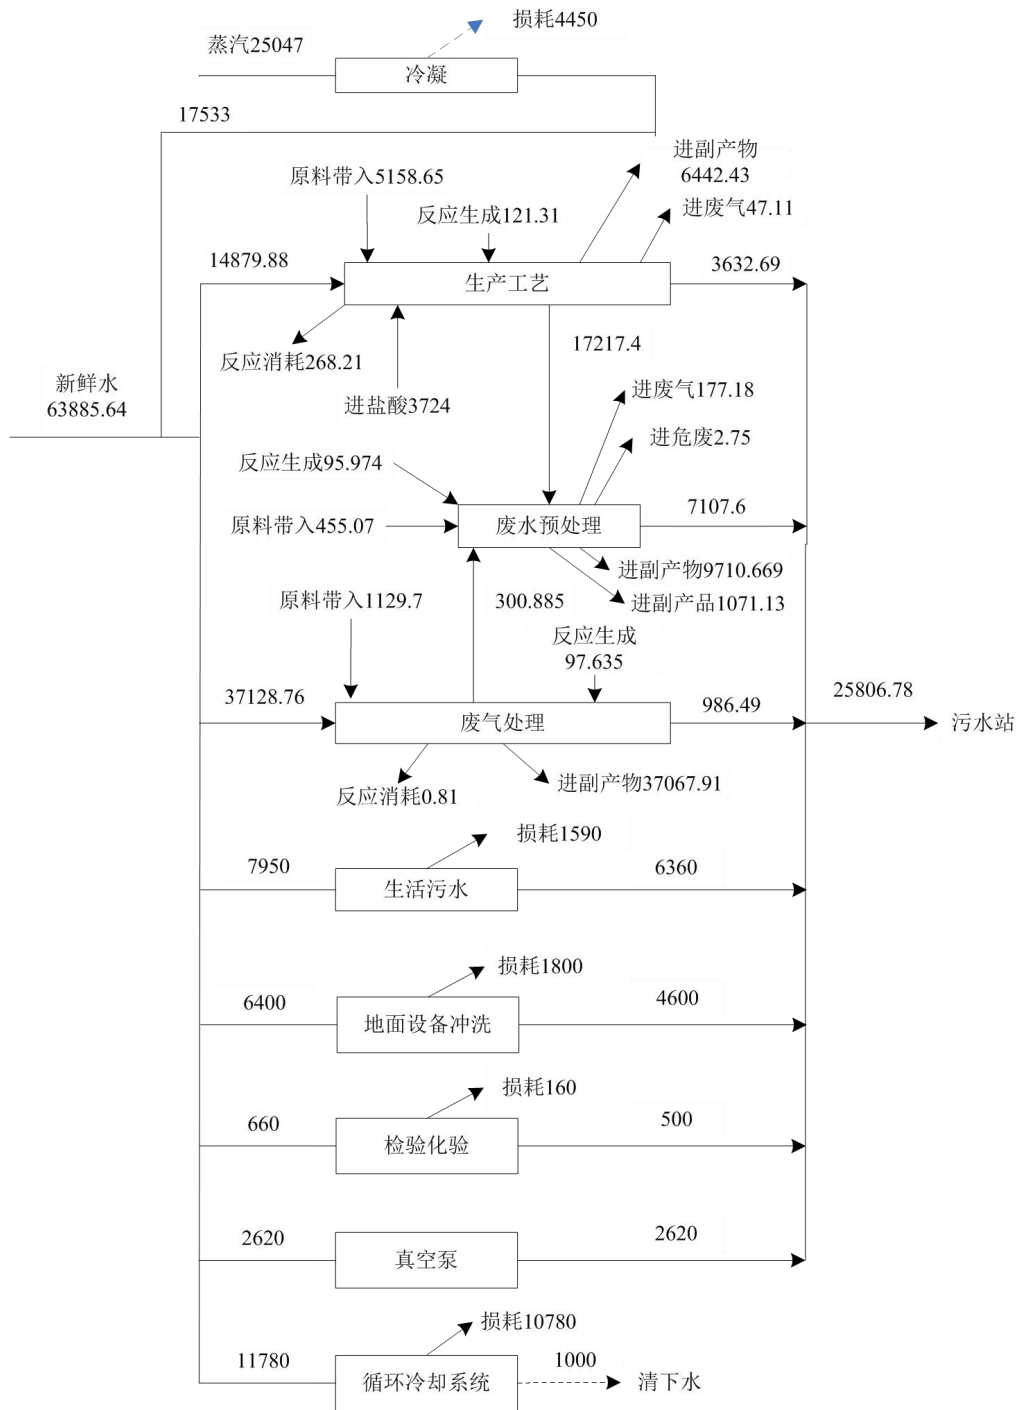 损耗4450
蒸汽25047
冷凝
17533
进副产物
6442.43
原料带入5158.65
反应生成121.31
进废气47.11
14879.88
生产工艺
3632.69
反应消耗268.21
17217.4
新鲜水
63885.64
进盐酸3724
进废气177.18
进危废2.75
反应生成95.974
7107.6
原料带入455.07
废水预处理
进副产物9710.669
进副产品1071.13
原料带入1129.7
300.885
反应生成
97.635
37128.76
废气处理
986.49
25806.78
污水站
反应消耗0.81
进副产物37067.91
损耗1590
7950
生活污水
6360
损耗1800
6400
地面设备冲洗
4600
损耗160
660
检验化验
500
2620
真空泵
2620
损耗10780
11780
循环冷却系统
1000
清下水